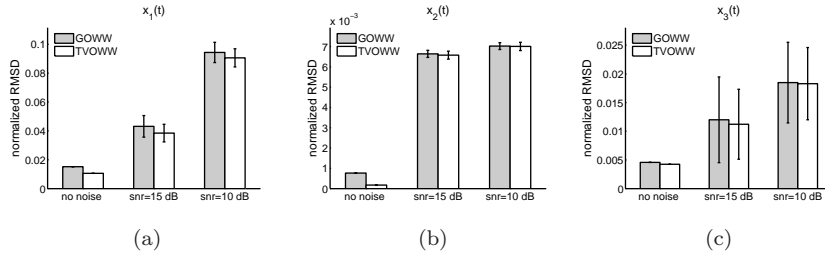 x1(t)
normalized RMSD
0.1
0.08
0.06
0.04
0.02
0
GOWW
TVOWW
no noise
snr=15 dB
snr=10 dB
(a)
x2(t)
x 10−3
normalized RMSD
7
6
5
4
3
2
1
0
GOWW
TVOWW
no noise
snr=15 dB
snr=10 dB
(b)
x3(t)
normalized RMSD
0.025
0.02
0.015
0.01
0.005
0
GOWW
TVOWW
no noise
snr=15 dB
snr=10 dB
(c)